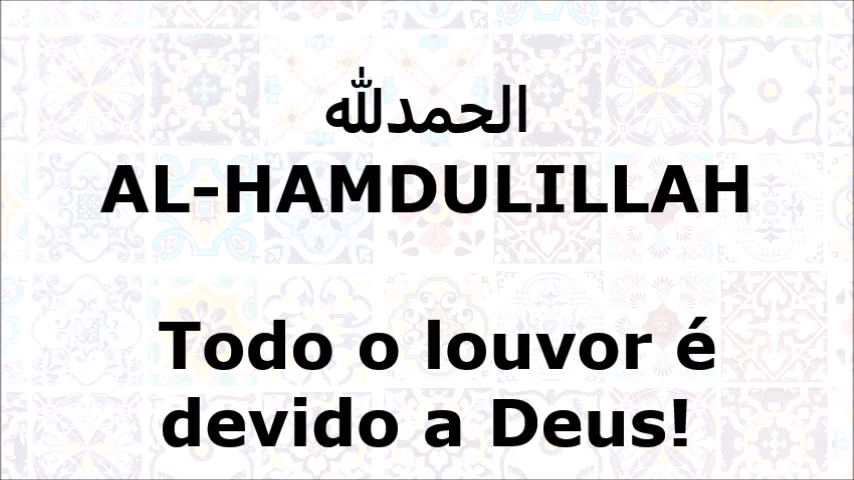 الحمدلله
AL-HAMDULILLAH
Todo o louvor é
devido a Deus!